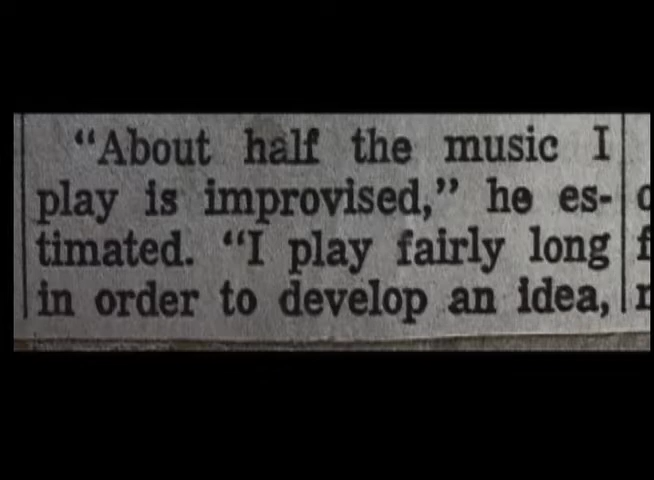 “About half the music I
play is improvised,” he es-
timated. “I play fairly long
in order to develop an idea,